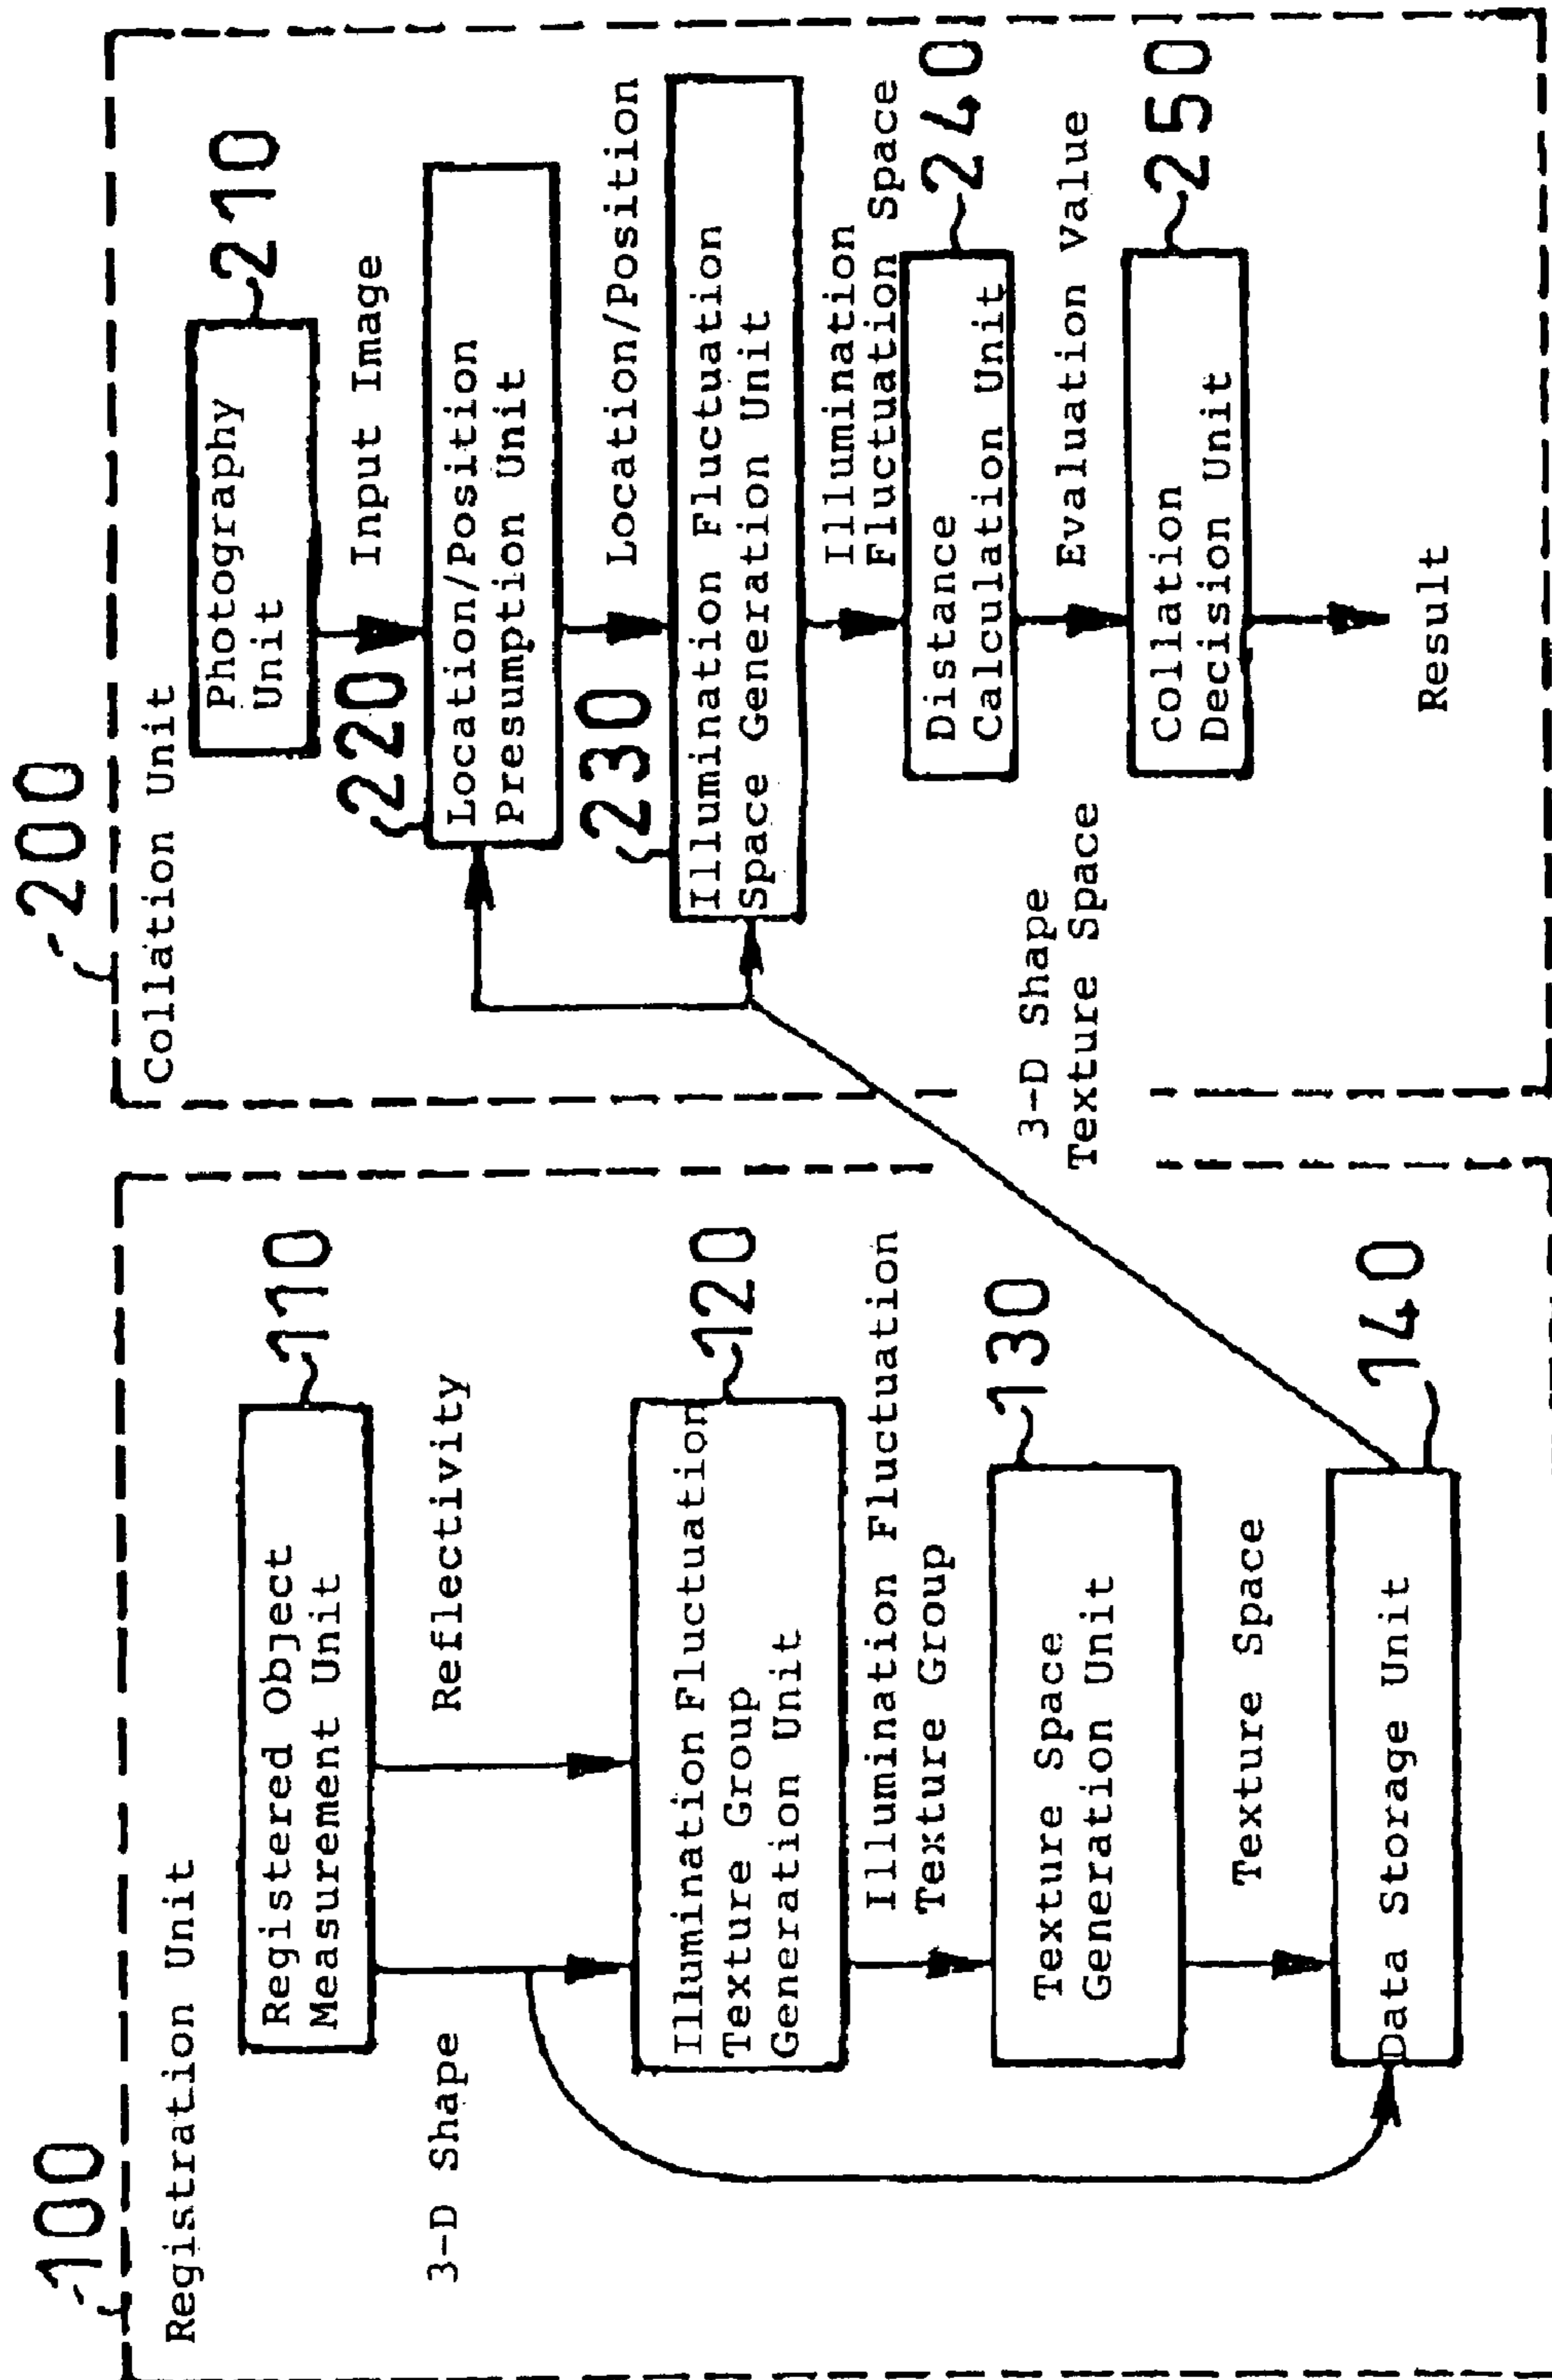 100
Registration Unit
Registered Object
Measurement Unit
110
3-D Shape
Reflectivity
Illumination Fluctuation
Texture Group
Generation Unit
120
Illumination Fluctuation
Texture Group
Texture Space
Generation Unit
130
Texture Space
Data Storage Unit
140
3-D Shape
Texture Space
200
Collation Unit
Photography
Unit
210
Input Image
220
Location/Position
Presumption Unit
Location/Position
230
Illumination Fluctuation
Space Generation Unit
Illumination
Fluctuation Space
Distance
Calculation Unit
240
Evaluation Value
Collation
Decision Unit
250
Result